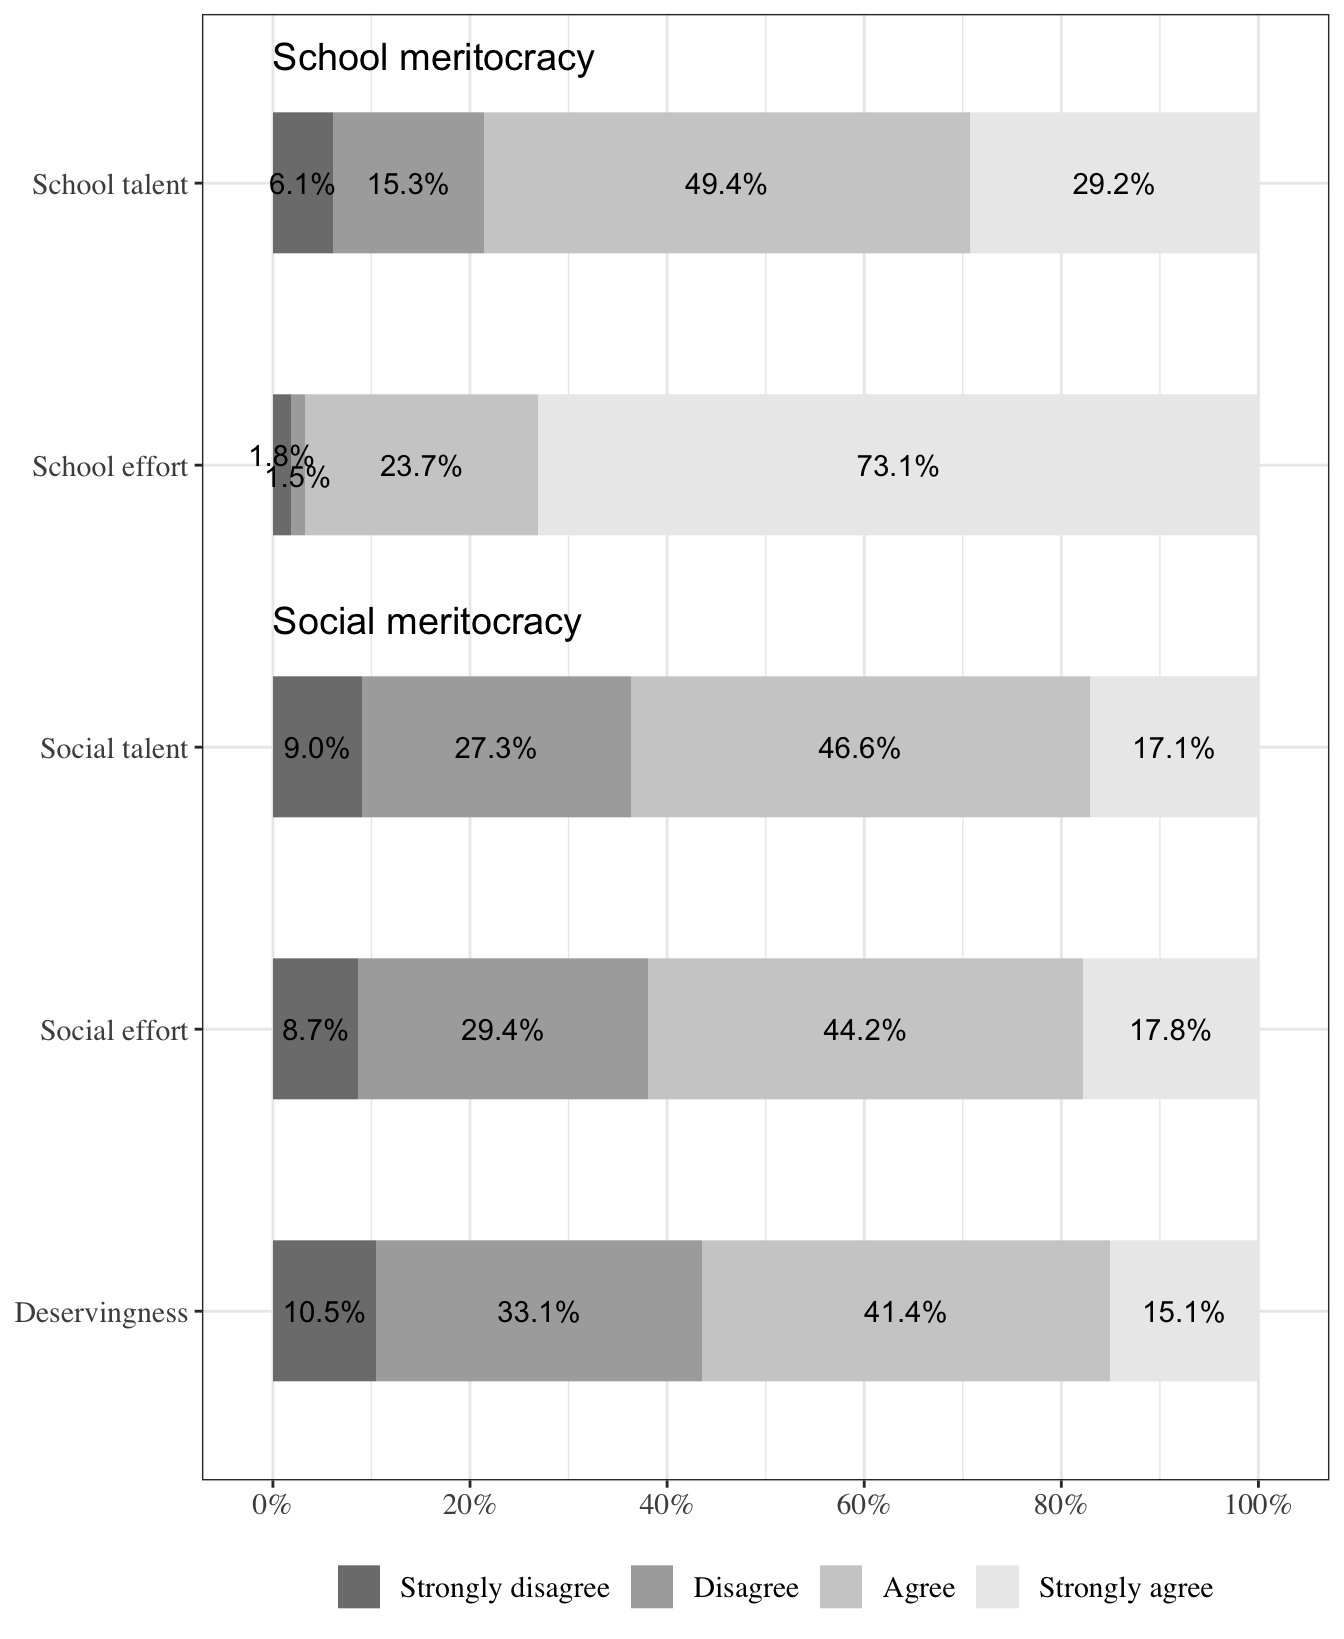 School meritocracy
School talent 6.1% 15.3% 49.4% 29.2%
School effort 1.8% 1.5% 23.7% 73.1%
Social meritocracy
Social talent 9.0% 27.3% 46.6% 17.1%
Social effort 8.7% 29.4% 44.2% 17.8%
Deservingness 10.5% 33.1% 41.4% 15.1%
0% 20% 40% 60% 80% 100%
Strongly disagree Disagree Agree Strongly agree